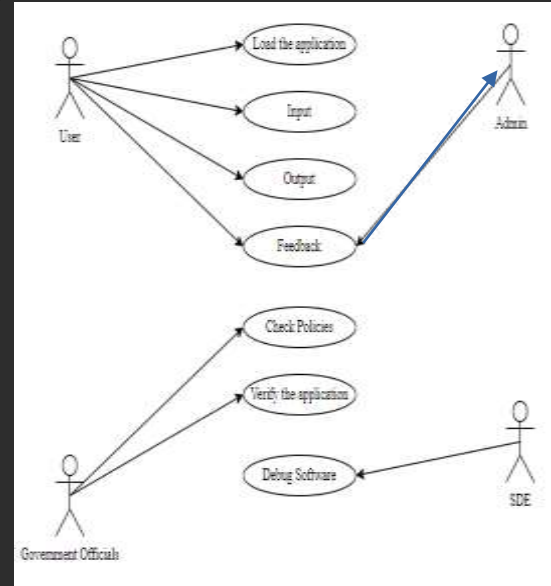 Load the application
Input
User
Admin
Output
Feedback
Check Policies
Verify the application
Debug Software
SDE
Government Officials